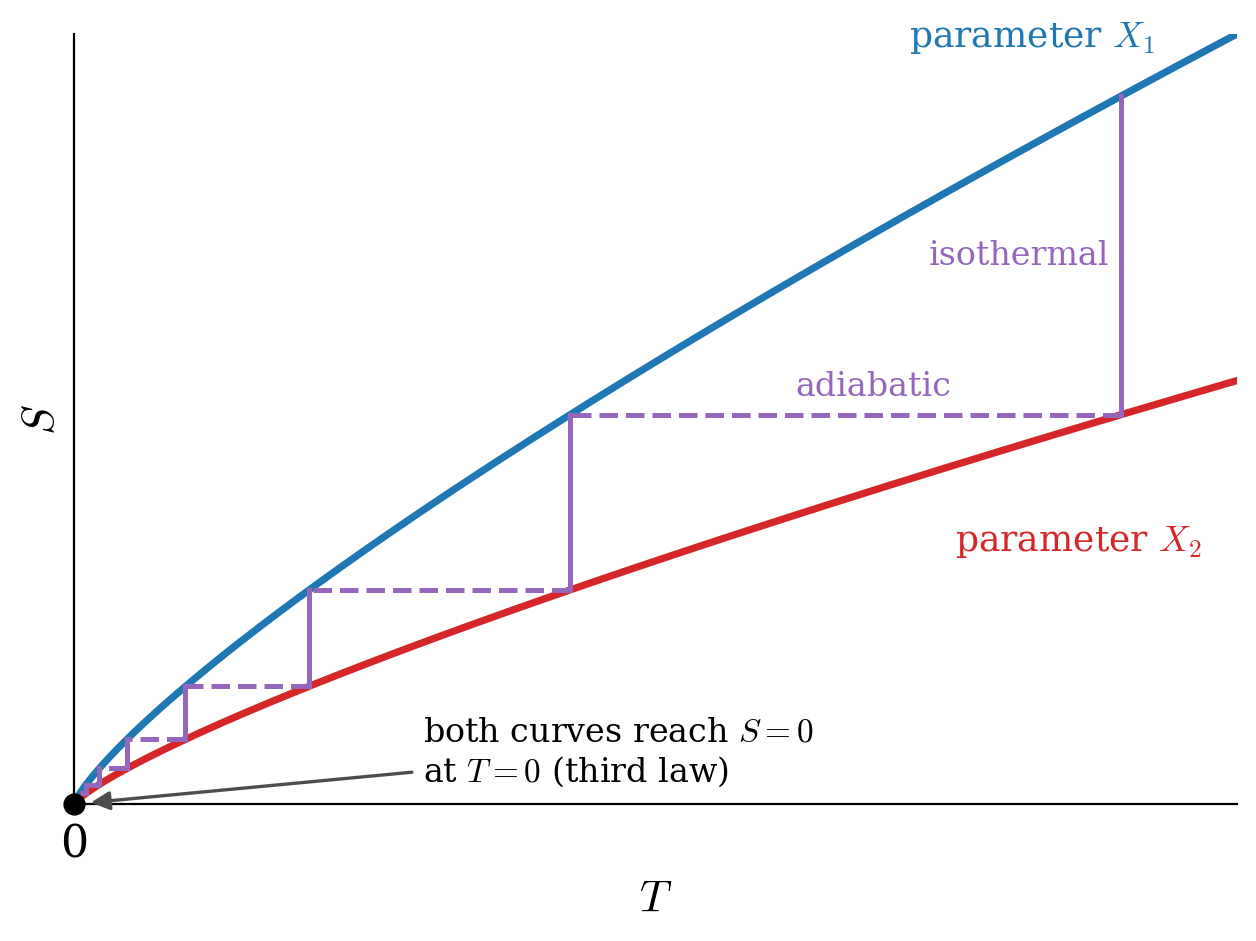 parameter X₁
isothermal
adiabatic
S
parameter X₂
both curves reach S = 0
at T = 0 (third law)
0
T